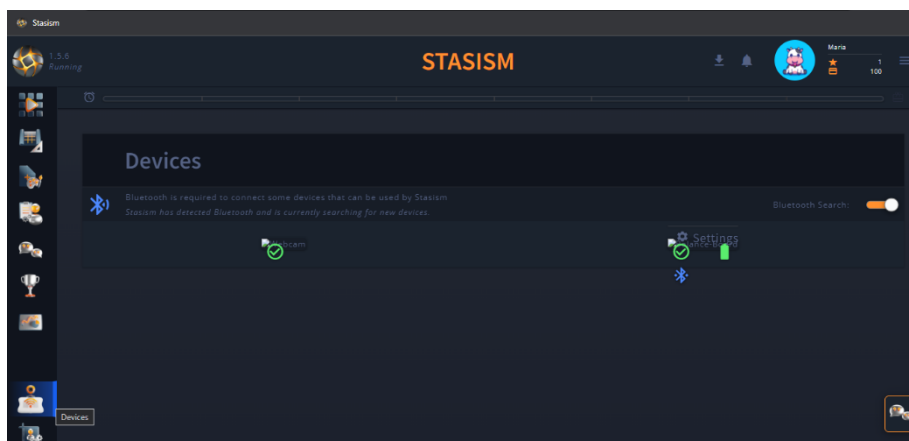 Stasism
1.5.6
Running
STASISM
Maria
1
100
Devices
Bluetooth is required to connect some devices that can be used by Stasism
Stasism has detected Bluetooth and is currently searching for new devices.
Bluetooth Search:
Settings
Devices